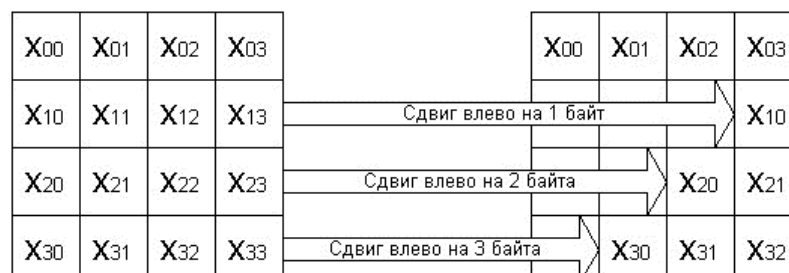 X00 X01 X02 X03 X00 X01 X02 X03
X10 X11 X12 X13 Сдвиг влево на 1 байт X10
X20 X21 X22 X23 Сдвиг влево на 2 байта X20 X21
X30 X31 X32 X33 Сдвиг влево на 3 байта X30 X31 X32